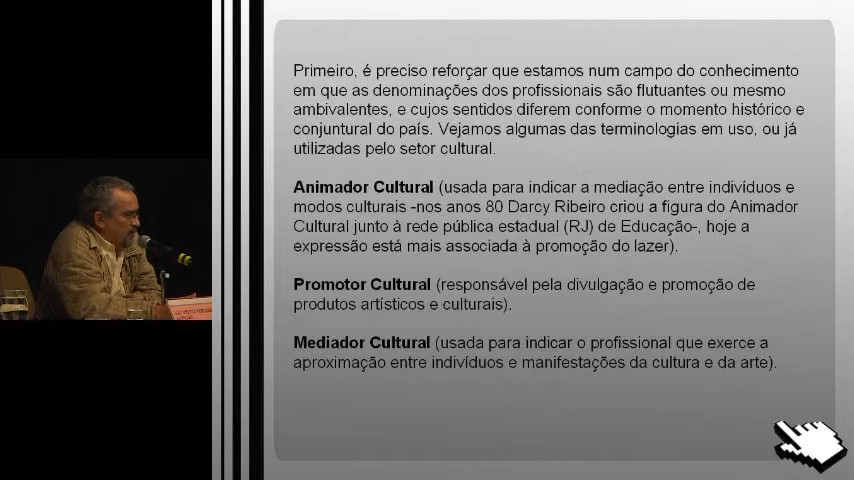 Primeiro, é preciso reforçar que estamos num campo do conhecimento
em que as denominações dos profissionais são flutuantes ou mesmo
ambivalentes, e cujos sentidos diferem conforme o momento histórico e
conjuntural do país. Vejamos algumas das terminologias em uso, ou já
utilizadas pelo setor cultural.
Animador Cultural (usada para indicar a mediação entre indivíduos e
modos culturais -nos anos 80 Darcy Ribeiro criou a figura do Animador
Cultural junto à rede pública estadual (RJ) de Educação-, hoje a
expressão está mais associada à promoção do lazer).
Promotor Cultural (responsável pela divulgação e promoção de
produtos artísticos e culturais).
Mediador Cultural (usada para indicar o profissional que exerce a
aproximação entre indivíduos e manifestações da cultura e da arte).